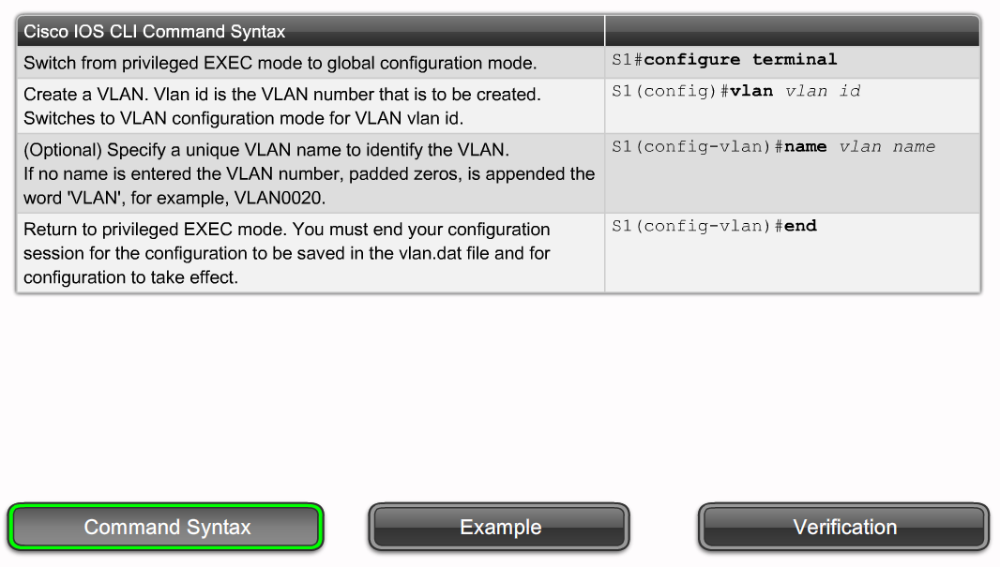 Cisco IOS CLI Command Syntax
Switch from privileged EXEC mode to global configuration mode.
S1#configure terminal
Create a VLAN. Vlan id is the VLAN number that is to be created.
Switches to VLAN configuration mode for VLAN vlan id.
S1(config)#vlan vlan id
(Optional) Specify a unique VLAN name to identify the VLAN.
If no name is entered the VLAN number, padded zeros, is appended the
word 'VLAN', for example, VLAN0020.
S1(config-vlan)#name vlan name
Return to privileged EXEC mode. You must end your configuration
session for the configuration to be saved in the vlan.dat file and for
configuration to take effect.
S1(config-vlan)#end
Command Syntax
Example
Verification